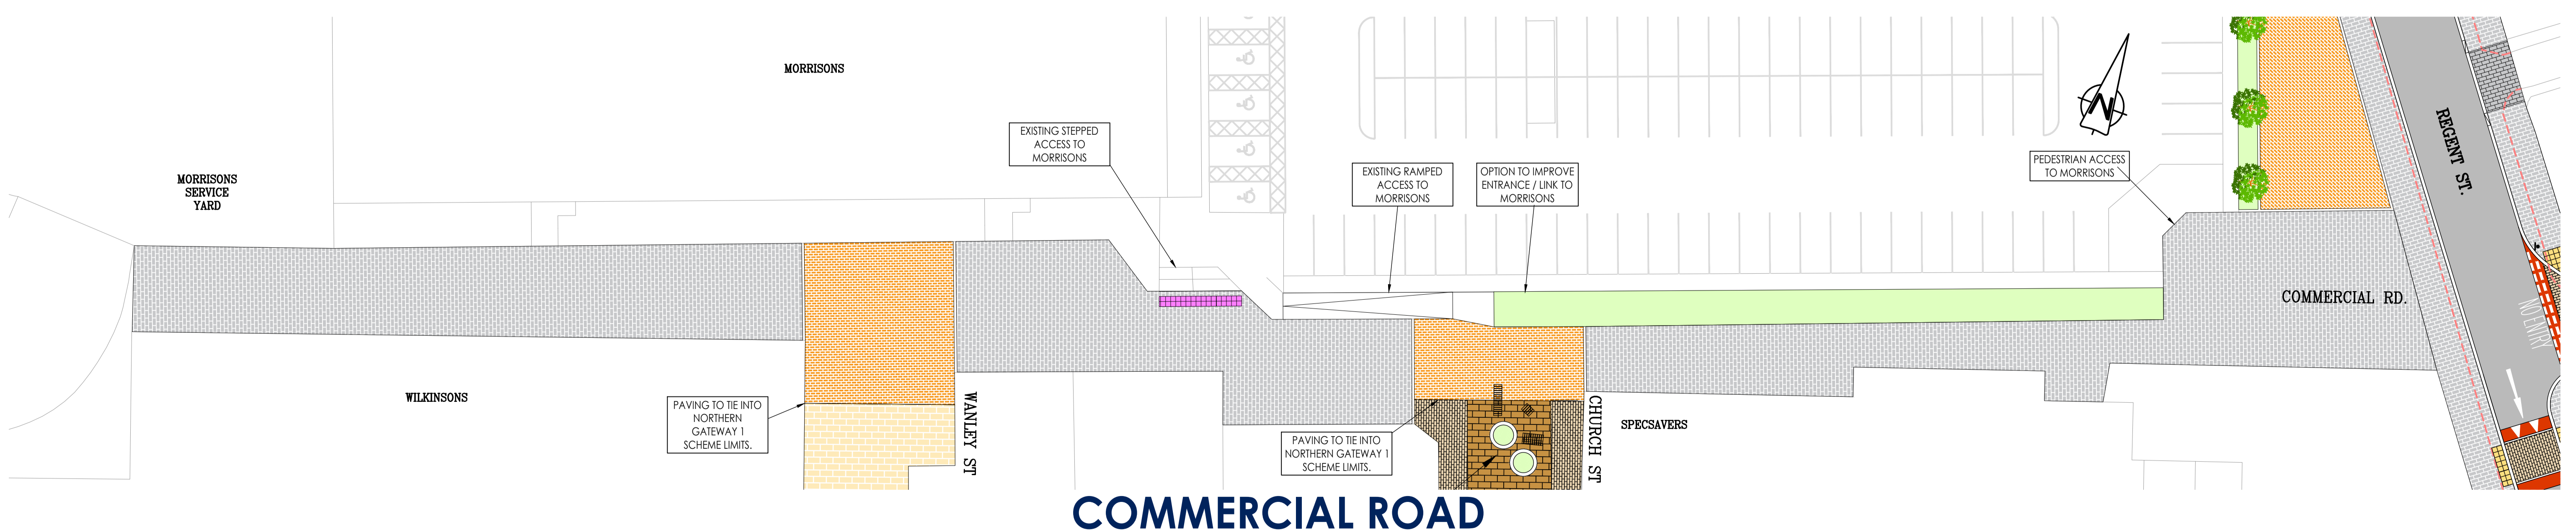 MORRISONS
MORRISONS
SERVICE
YARD
EXISTING STEPPED
ACCESS TO
MORRISONS
EXISTING RAMPED
ACCESS TO
MORRISONS
OPTION TO IMPROVE
ENTRANCE / LINK TO
MORRISONS
PEDESTRIAN ACCESS
TO MORRISONS
N
REGENT ST.
COMMERCIAL RD.
NO ENTRY
WILKINSONS
PAVING TO TIE INTO
NORTHERN
GATEWAY 1
SCHEME LIMITS.
WANLEY ST
PAVING TO TIE INTO
NORTHERN GATEWAY 1
SCHEME LIMITS.
CHURCH ST
SPECSAVERS
COMMERCIAL ROAD